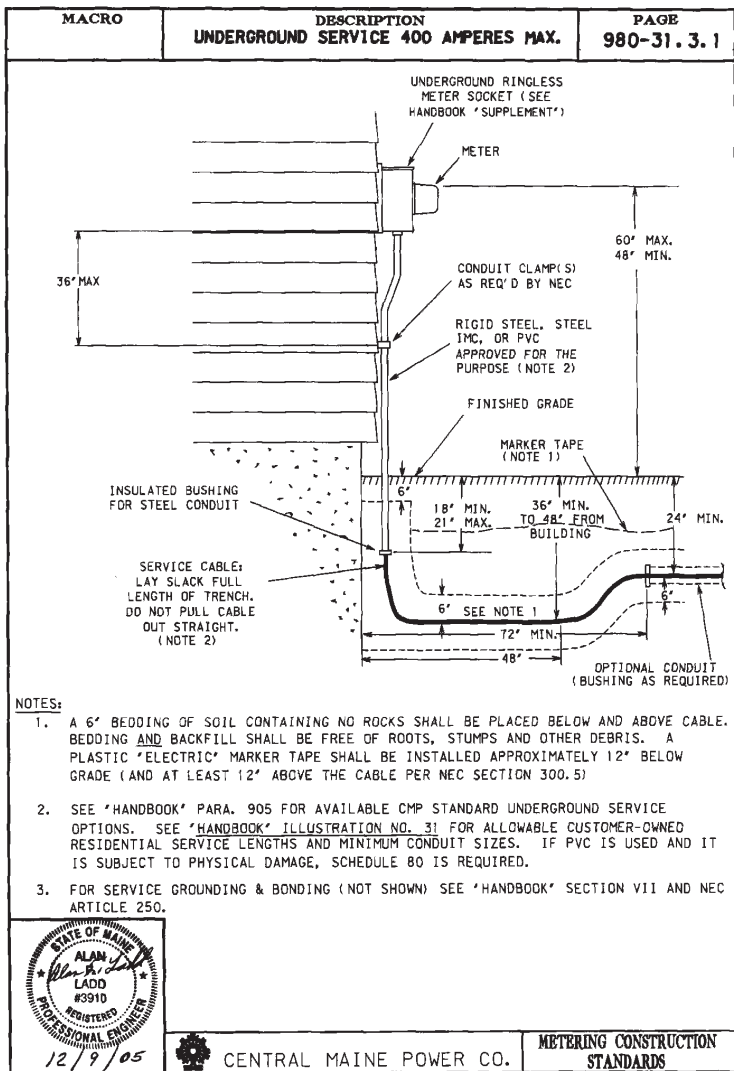 MACRO
DESCRIPTION
UNDERGROUND SERVICE 400 AMPERES MAX.
PAGE
980-31.3.1
UNDERGROUND RINGLESS
METER SOCKET (SEE
HANDBOOK "SUPPLEMENT")
METER
60" MAX.
48" MIN.
36" MAX
CONDUIT CLAMP(S)
AS REQ'D BY NEC
RIGID STEEL, STEEL
IMC, OR PVC
APPROVED FOR THE
PURPOSE (NOTE 2)
FINISHED GRADE
MARKER TAPE
(NOTE 1)
INSULATED BUSHING
FOR STEEL CONDUIT
6"
18" MIN.
21" MAX.
36" MIN.
TO 48" FROM
BUILDING
24" MIN.
SERVICE CABLE:
LAY SLACK FULL
LENGTH OF TRENCH.
DO NOT PULL CABLE
OUT STRAIGHT.
(NOTE 2)
6" SEE NOTE 1
6"
72" MIN.
48"
OPTIONAL CONDUIT
(BUSHING AS REQUIRED)
NOTES:
1. A 6" BEDDING OF SOIL CONTAINING NO ROCKS SHALL BE PLACED BELOW AND ABOVE CABLE.
BEDDING AND BACKFILL SHALL BE FREE OF ROOTS, STUMPS AND OTHER DEBRIS. A
PLASTIC "ELECTRIC" MARKER TAPE SHALL BE INSTALLED APPROXIMATELY 12" BELOW
GRADE (AND AT LEAST 12" ABOVE THE CABLE PER NEC SECTION 300.5)
2. SEE "HANDBOOK" PARA. 905 FOR AVAILABLE CMP STANDARD UNDERGROUND SERVICE
OPTIONS. SEE "HANDBOOK" ILLUSTRATION NO. 31 FOR ALLOWABLE CUSTOMER-OWNED
RESIDENTIAL SERVICE LENGTHS AND MINIMUM CONDUIT SIZES. IF PVC IS USED AND IT
IS SUBJECT TO PHYSICAL DAMAGE, SCHEDULE 80 IS REQUIRED.
3. FOR SERVICE GROUNDING & BONDING (NOT SHOWN) SEE "HANDBOOK" SECTION VII AND NEC
ARTICLE 250.
STATE OF MAINE
ALAN
R.
LADD
#3910
REGISTERED
PROFESSIONAL ENGINEER
12/9/05
CENTRAL MAINE POWER CO.
METERING CONSTRUCTION
STANDARDS